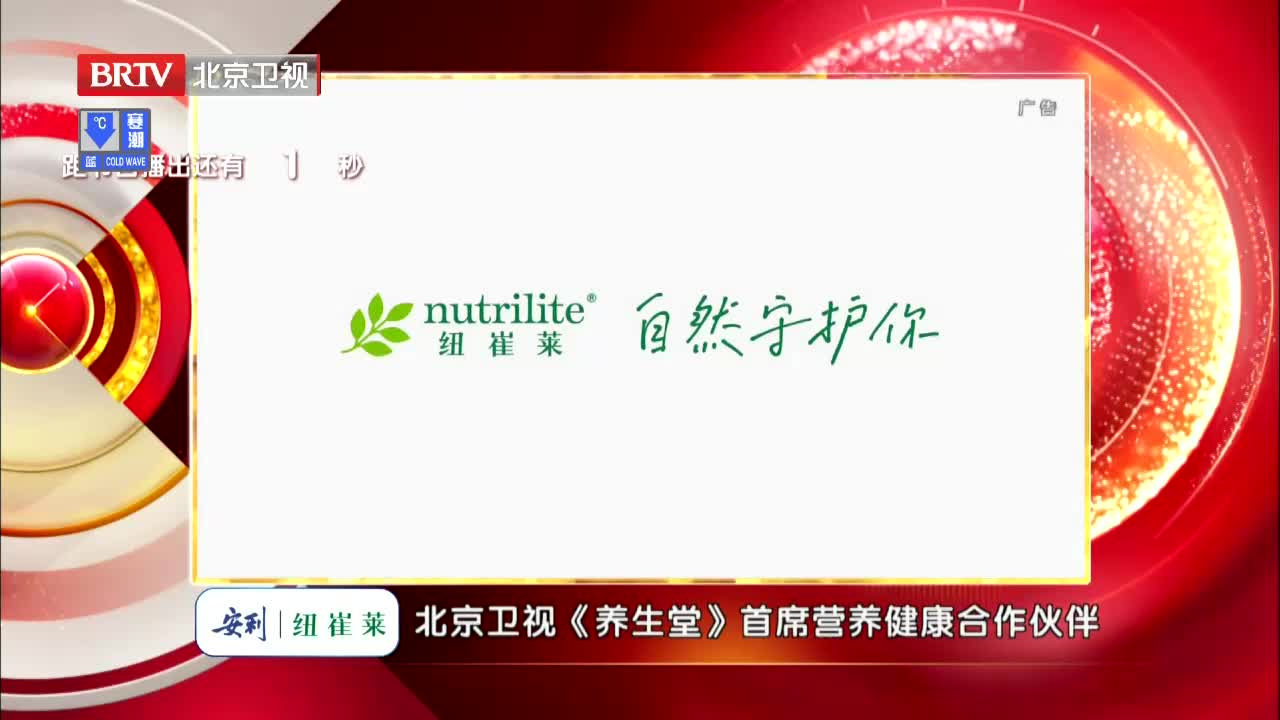 BRTV 北京卫视
广告
℃ 寒潮
蓝 COLD WAVE
播出还有 1 秒
nutrilite®
纽崔莱
自然守护你
安利 纽崔莱
北京卫视《养生堂》首席营养健康合作伙伴